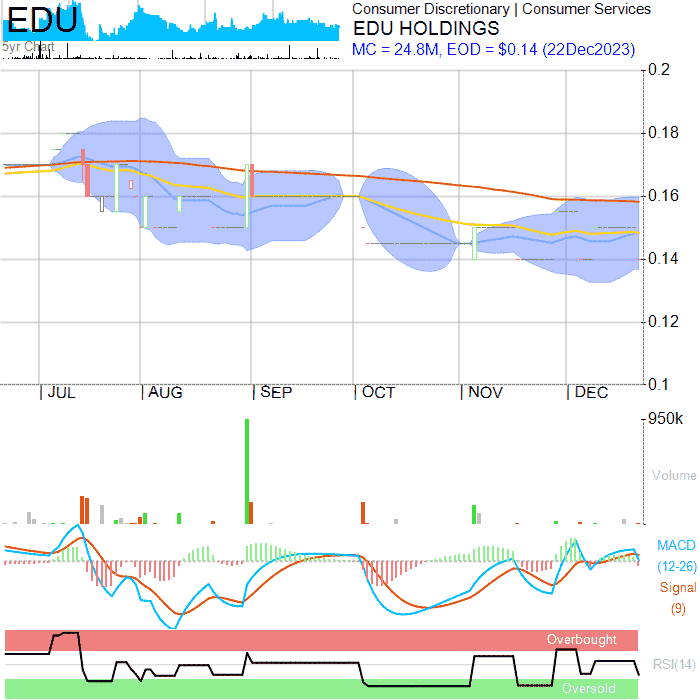 EDU
5yr Chart
Consumer Discretionary | Consumer Services
EDU HOLDINGS
MC = 24.8M, EOD = $0.14 (22Dec2023)
0.2
0.18
0.16
0.14
0.12
0.1
| JUL | AUG | SEP | OCT | NOV | DEC
950k
Volume
MACD
(12-26)
Signal
(9)
Overbought
RSI(14)
Oversold